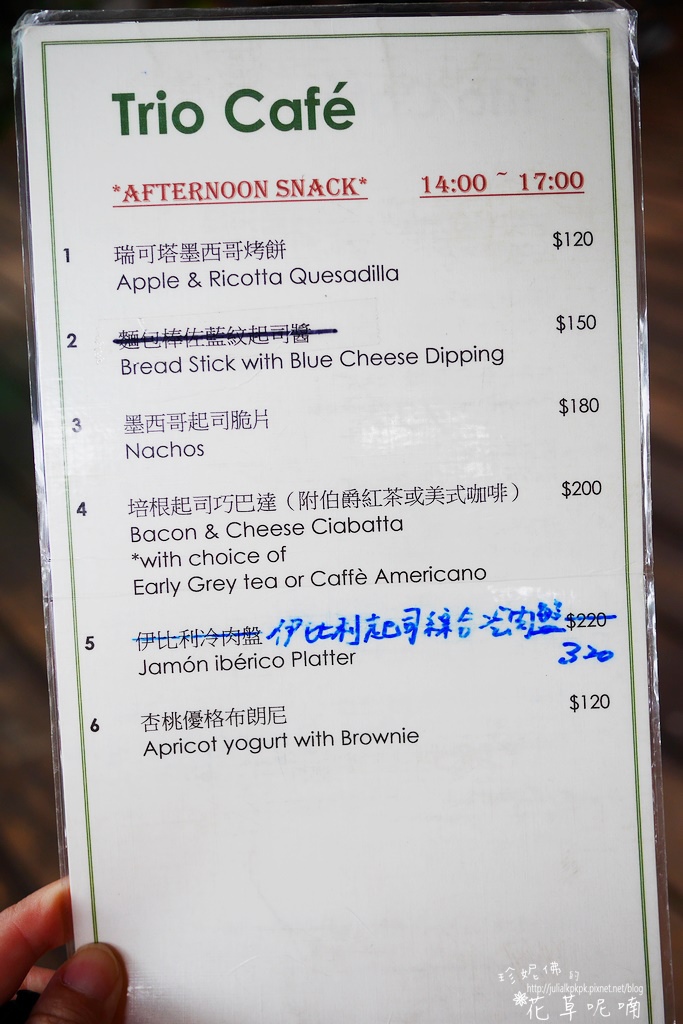 Trio Café
*AFTERNOON SNACK* 14:00 ~ 17:00
1 瑞可塔墨西哥烤餅 $120
Apple & Ricotta Quesadilla
2 麵包棒佐藍紋起司醬 $150
Bread Stick with Blue Cheese Dipping
3 墨西哥起司脆片 $180
Nachos
4 培根起司巧巴達（附伯爵紅茶或美式咖啡） $200
Bacon & Cheese Ciabatta
*with choice of
Early Grey tea or Caffè Americano
5 伊比利冷肉盤 伊比利起司綜合冷肉盤 $220
Jamón ibérico Platter 320
6 杏桃優格布朗尼 $120
Apricot yogurt with Brownie
珍妮佛的
http://julialkpkpk.pixnet.net/blog
花草呢喃